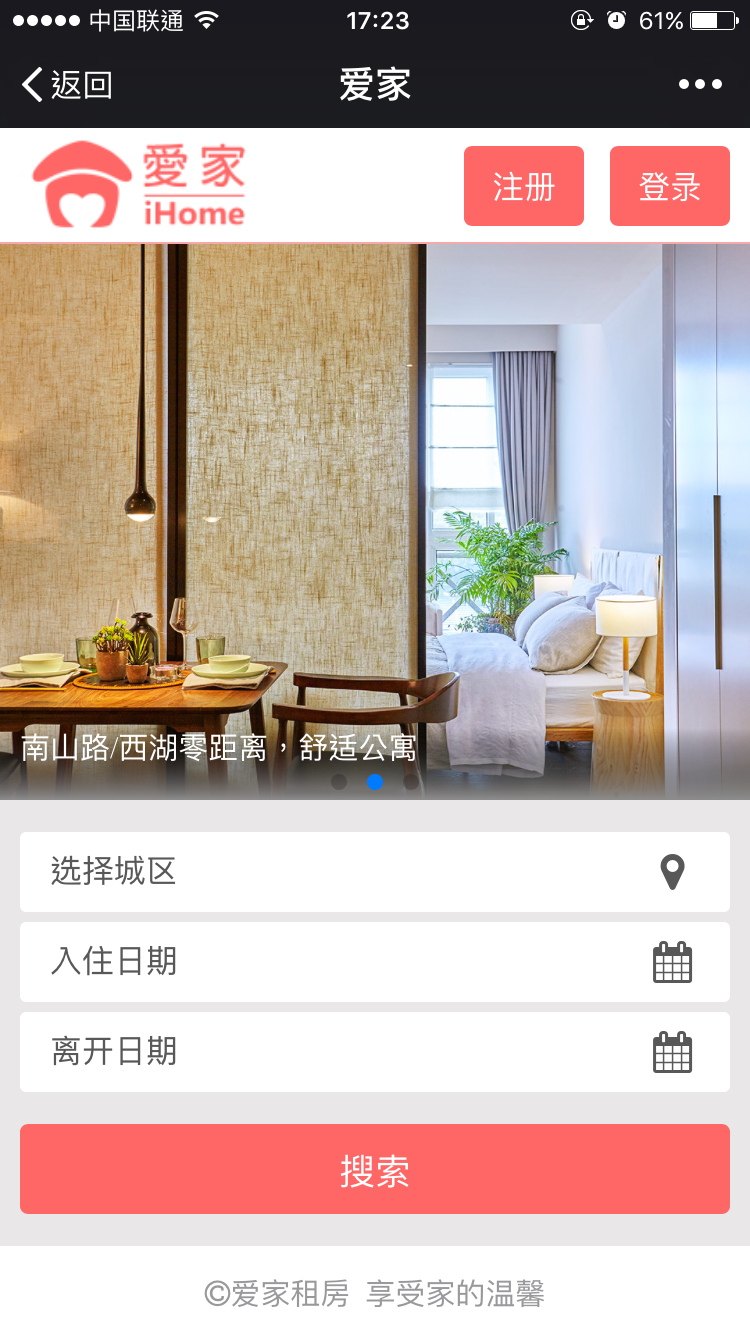 中国联通 17:23 61%
返回 爱家
愛家
iHome
注册 登录
南山路/西湖零距离，舒适公寓
选择城区
入住日期
离开日期
搜索
©爱家租房 享受家的温馨